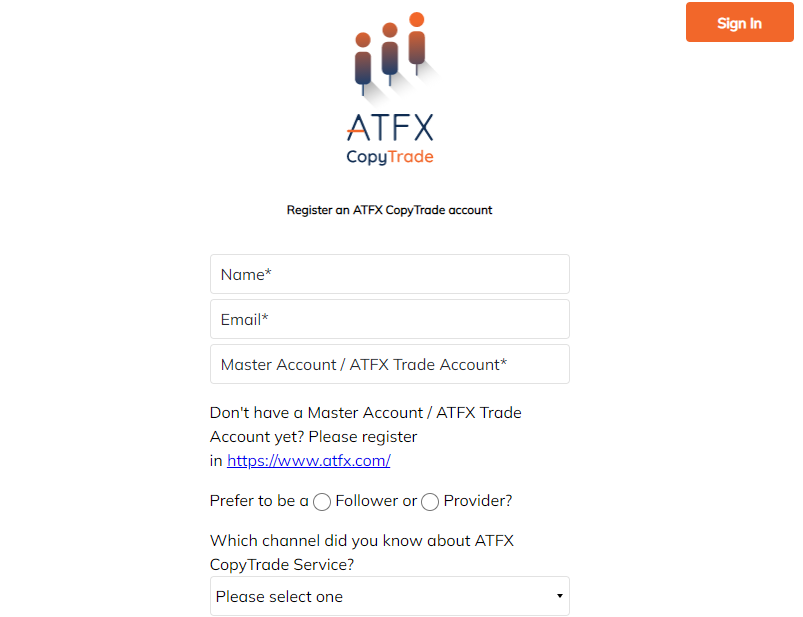 Sign In
ATFX
CopyTrade
Register an ATFX CopyTrade account
Name*
Email*
Master Account / ATFX Trade Account*
Don't have a Master Account / ATFX Trade
Account yet? Please register
in https://www.atfx.com/
Prefer to be a Follower or Provider?
Which channel did you know about ATFX
CopyTrade Service?
Please select one